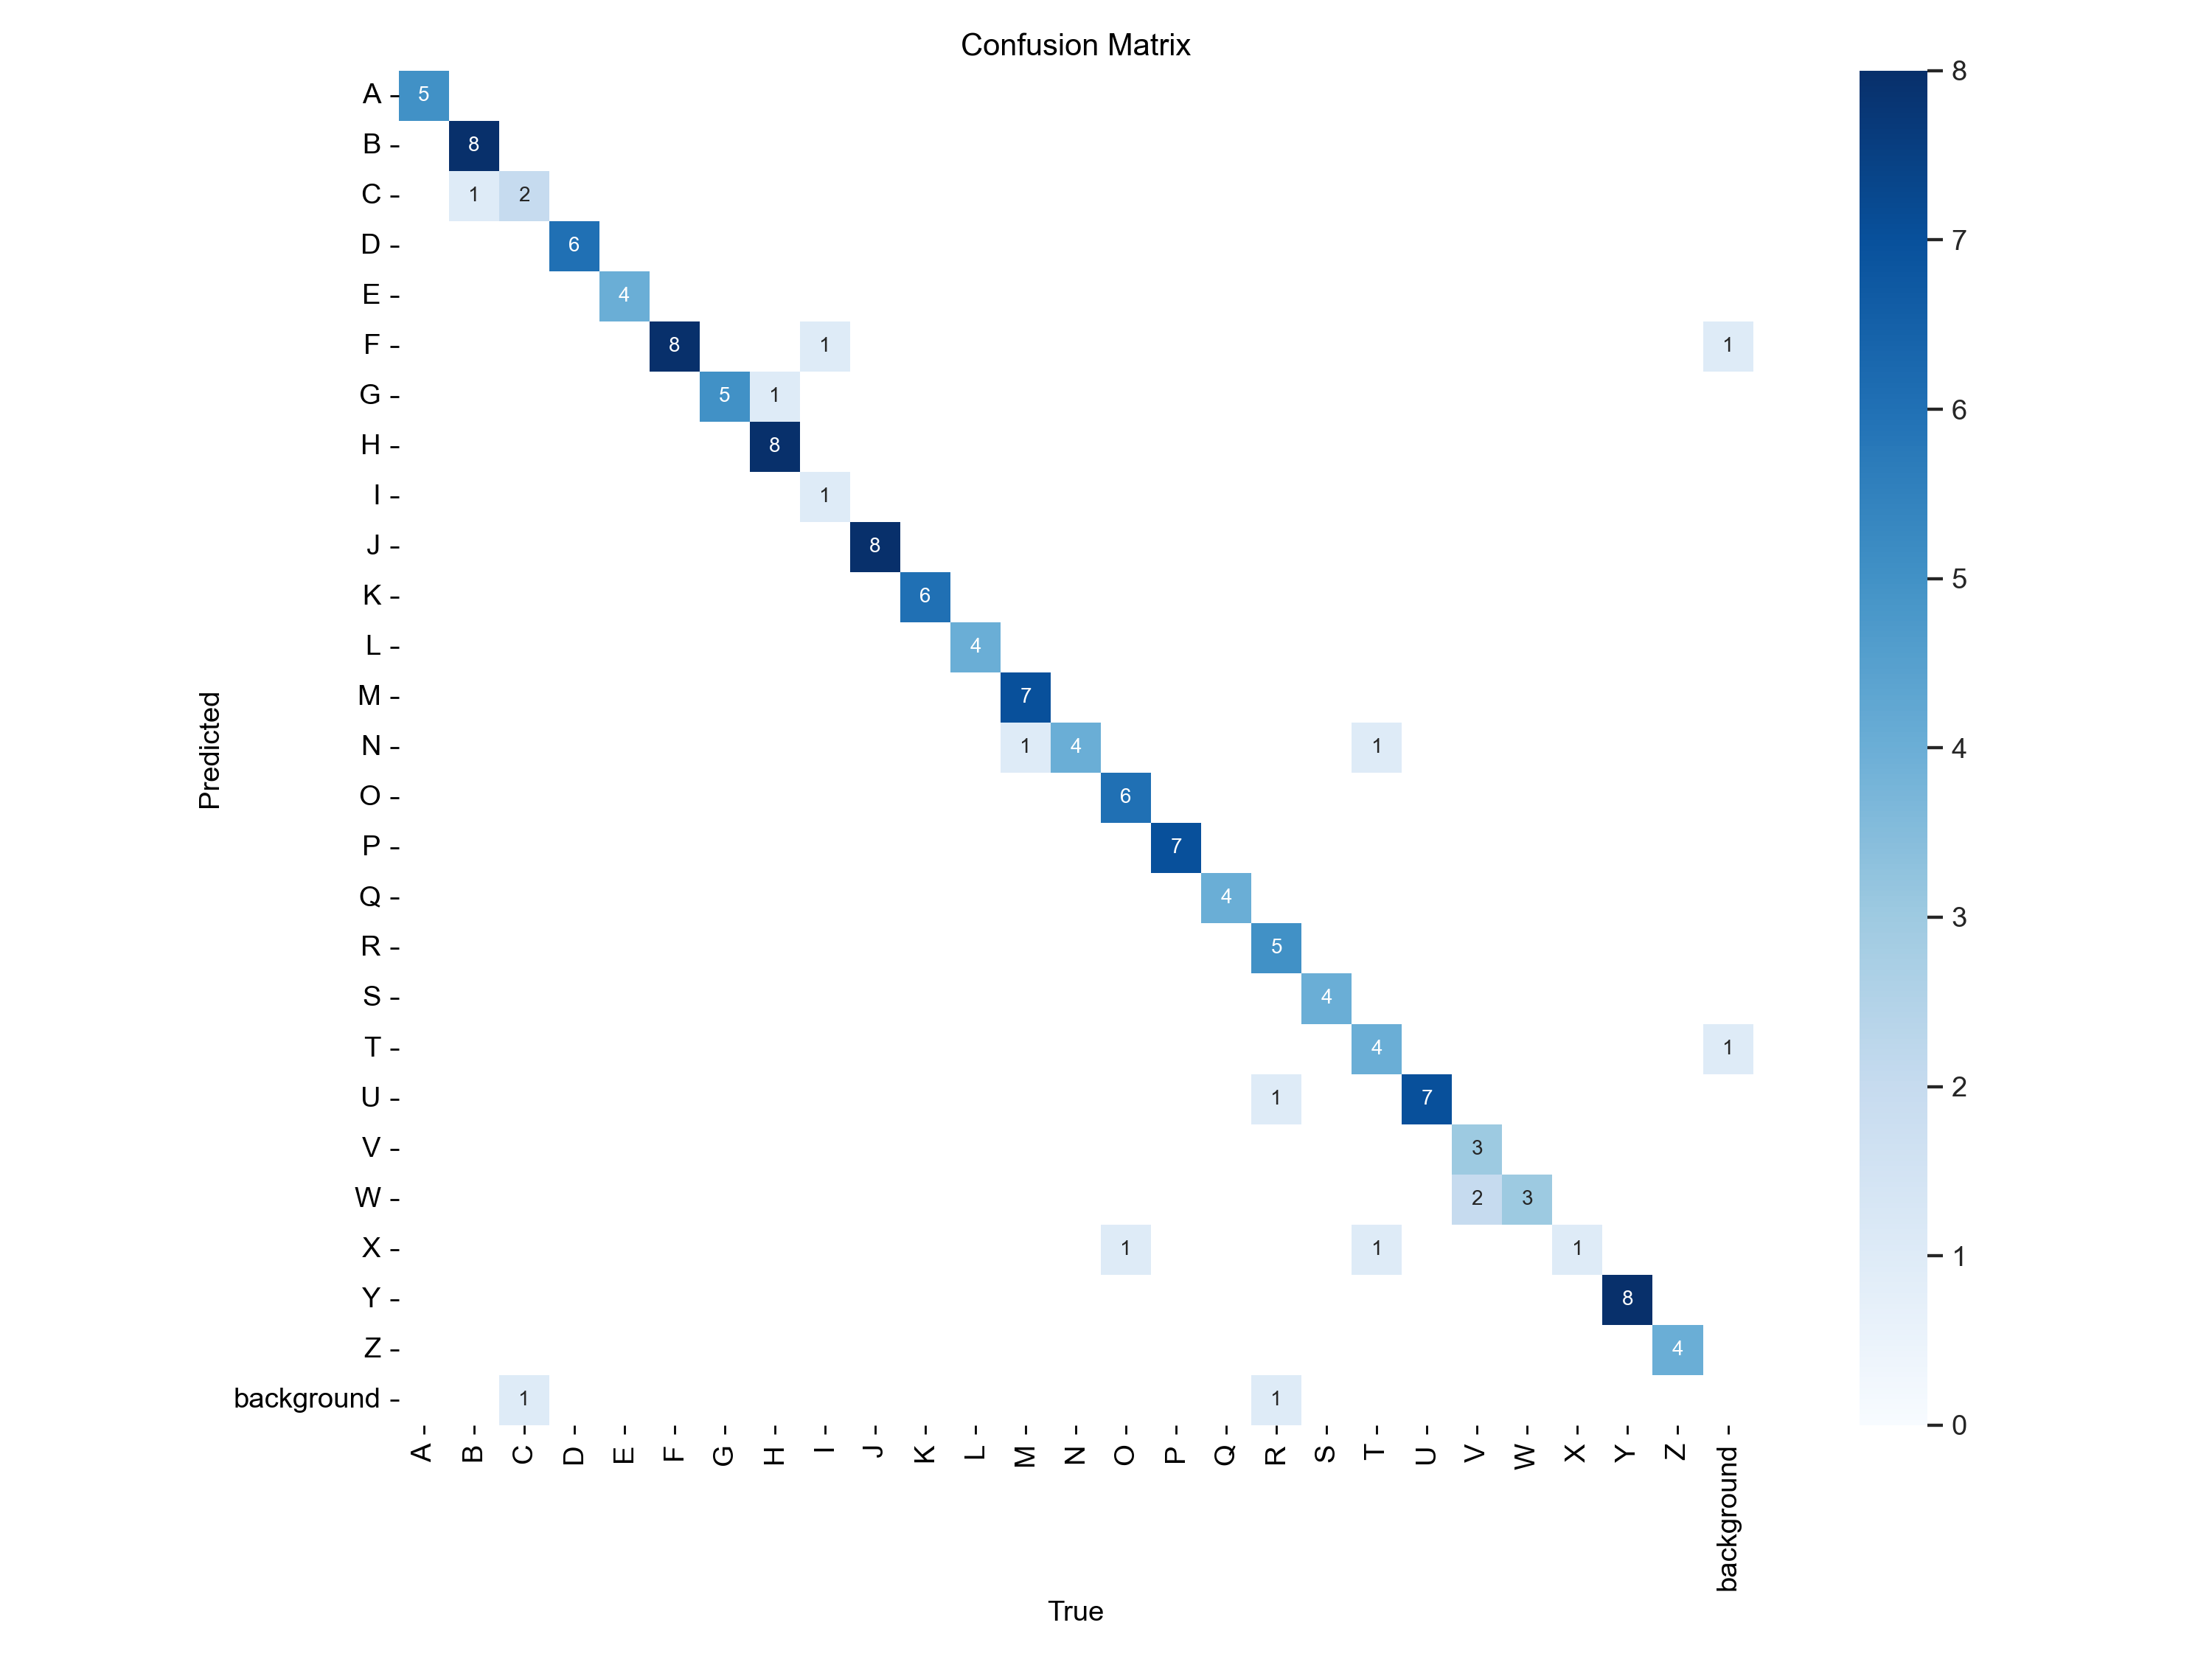 Confusion Matrix
A 5
B 8
C 1 2
D 6
E 4
F 8 1 1
G 5 1
H 8
I 1
J 8
K 6
L 4
M 7
N 1 4 1
O 6
P 7
Q 4
R 5
S 4
T 4 1
U 1 7
V 3
W 2 3
X 1 1 1
Y 8
Z 4
background 1 1
A B C D E F G H I J K L M N O P Q R S T U V W X Y Z background
True
Predicted
8
7
6
5
4
3
2
1
0